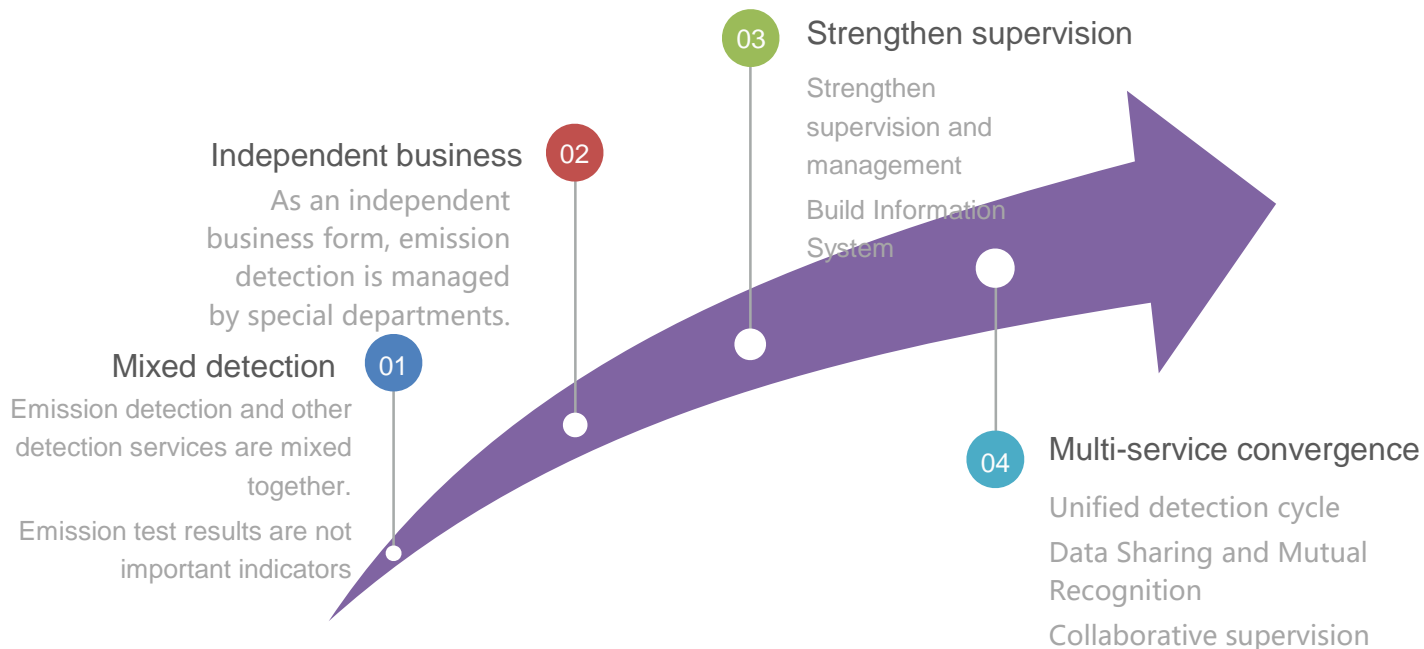 01
Mixed detection
Emission detection and other
detection services are mixed
together.
Emission test results are not
important indicators
02
Independent business
As an independent
business form, emission
detection is managed
by special departments.
03
Strengthen supervision
Strengthen
supervision and
management
Build Information
System
04
Multi-service convergence
Unified detection cycle
Data Sharing and Mutual
Recognition
Collaborative supervision